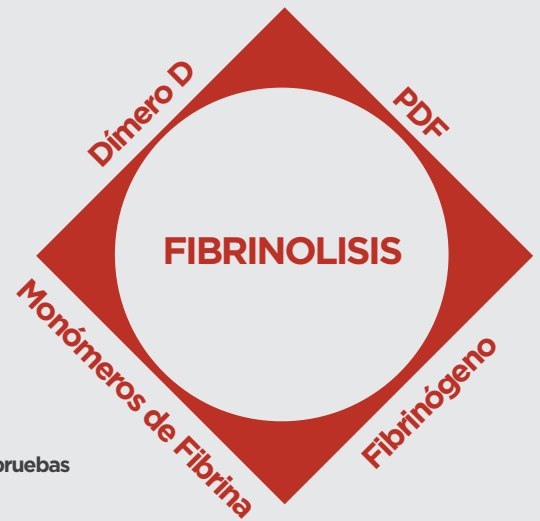 Dímero D
PDF
FIBRINOLISIS
Monómeros de Fibrina
Fibrinógeno
pruebas